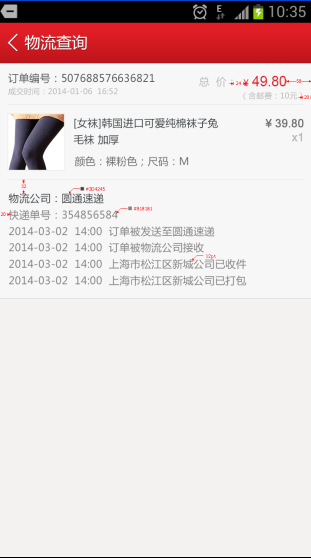 E 10:35
物流查询
订单编号：507688576636821
成交时间：2014-01-06 16:52
总 价 24 ¥ 49.80 50
(含邮费：10元) 20
[女袜]韩国进口可爱纯棉袜子兔 ¥ 39.80
毛袜 加厚 x1
颜色：裸粉色；尺码：M
32
物流公司：圆通速递 #3D4245
20 快递单号：354856584 #818181
2014-03-02 14:00 订单被发送至圆通速递
2014-03-02 14:00 订单被物流公司接收
12pt
2014-03-02 14:00 上海市松江区新城公司已收件
2014-03-02 14:00 上海市松江区新城公司已打包